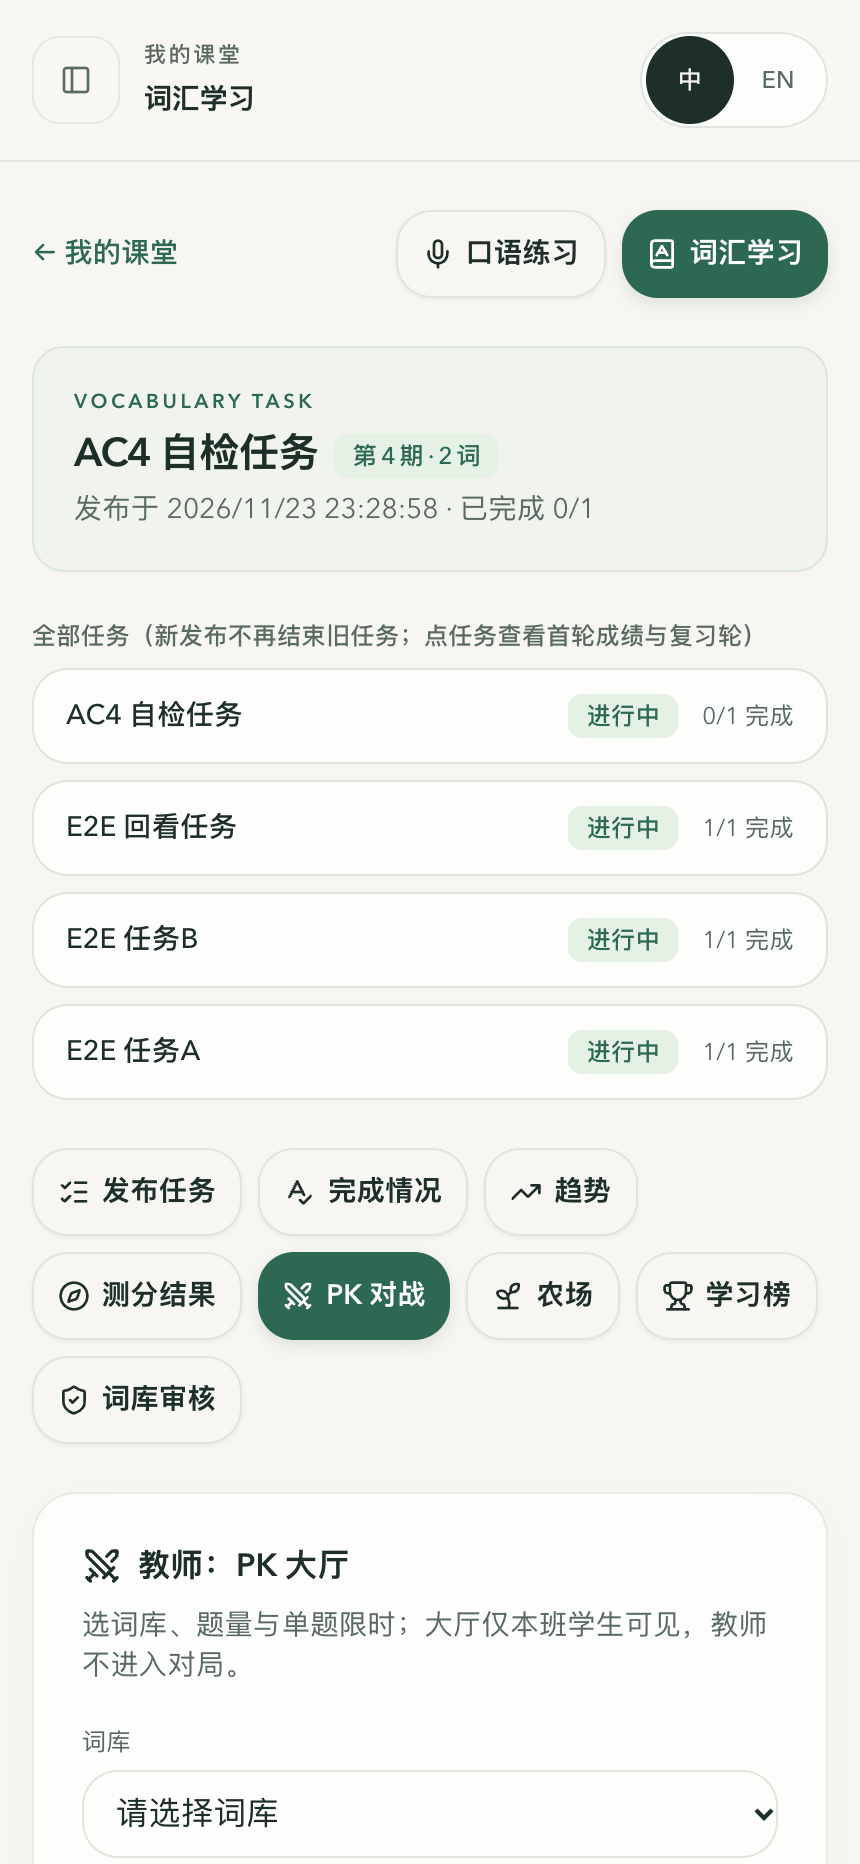 我的课堂
词汇学习
中
EN
← 我的课堂
口语练习
词汇学习
VOCABULARY TASK
AC4 自检任务
第 4 期 · 2 词
发布于 2026/11/23 23:28:58 · 已完成 0/1
全部任务（新发布不再结束旧任务；点任务查看首轮成绩与复习轮）
AC4 自检任务
进行中
0/1 完成
E2E 回看任务
进行中
1/1 完成
E2E 任务B
进行中
1/1 完成
E2E 任务A
进行中
1/1 完成
发布任务
完成情况
趋势
测分结果
PK 对战
农场
学习榜
词库审核
教师：PK 大厅
选词库、题量与单题限时；大厅仅本班学生可见，教师
不进入对局。
词库
请选择词库